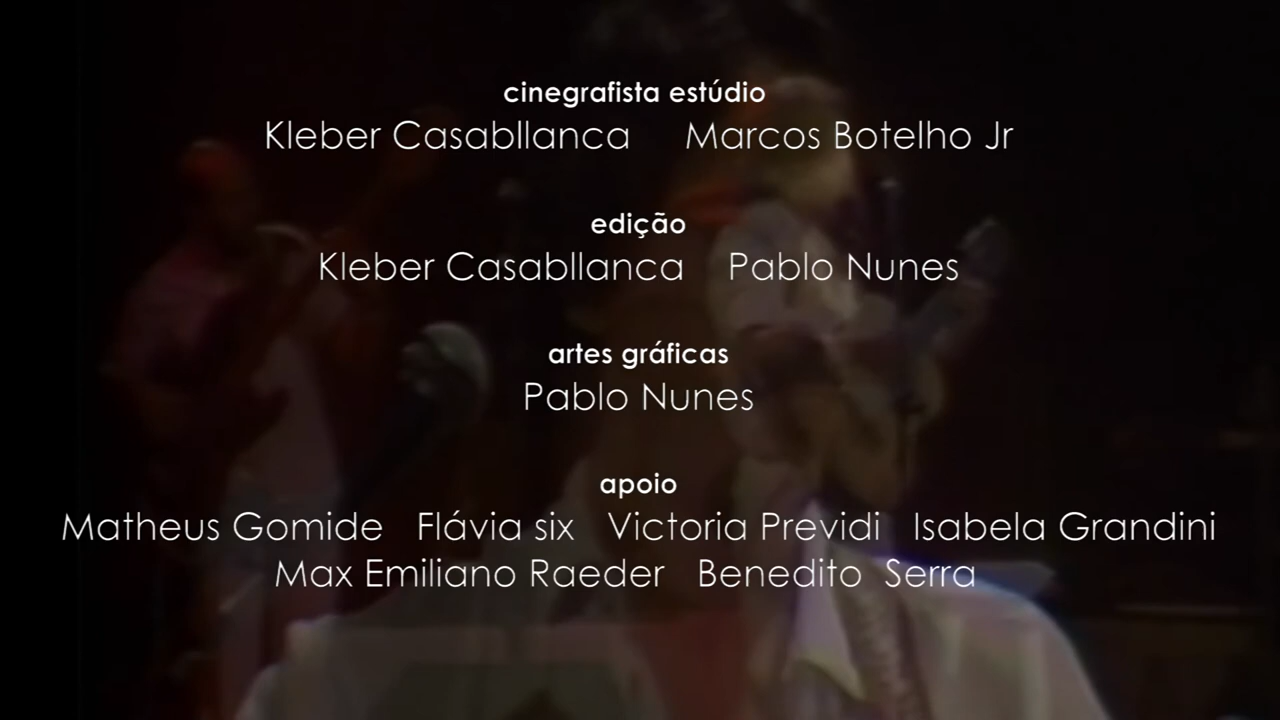 cinegrafista estúdio
Kleber Casabllanca Marcos Botelho Jr
edição
Kleber Casabllanca Pablo Nunes
artes gráficas
Pablo Nunes
apoio
Matheus Gomide Flávia six Victoria Previdi Isabela Grandini
Max Emiliano Raeder Benedito Serra